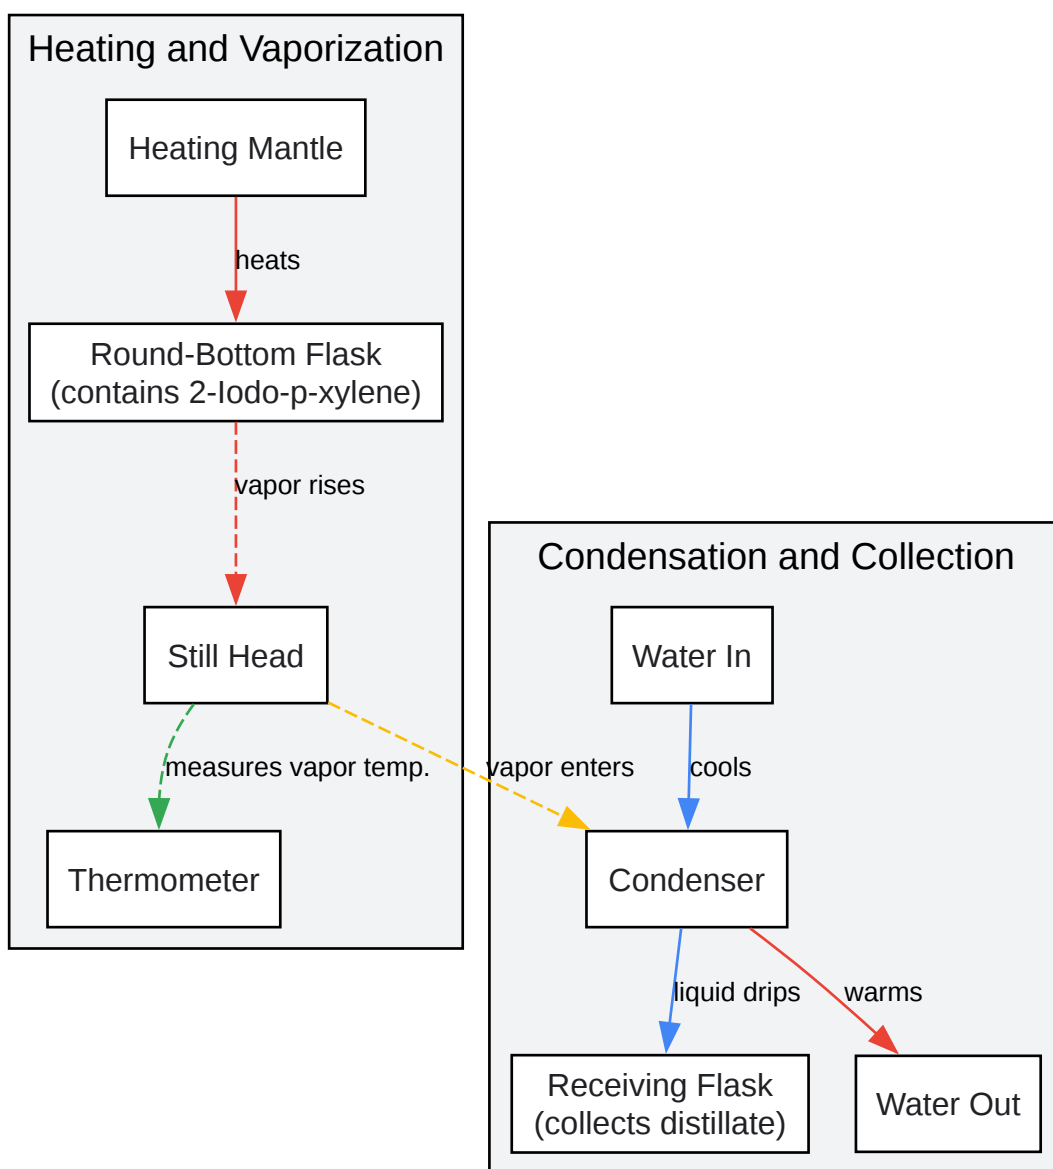 Heating and Vaporization
Heating Mantle
heats
Round-Bottom Flask
(contains 2-Iodo-p-xylene)
vapor rises
Still Head
measures vapor temp.
Thermometer
vapor enters
Condensation and Collection
Water In
cools
Condenser
liquid drips
warms
Receiving Flask
(collects distillate)
Water Out